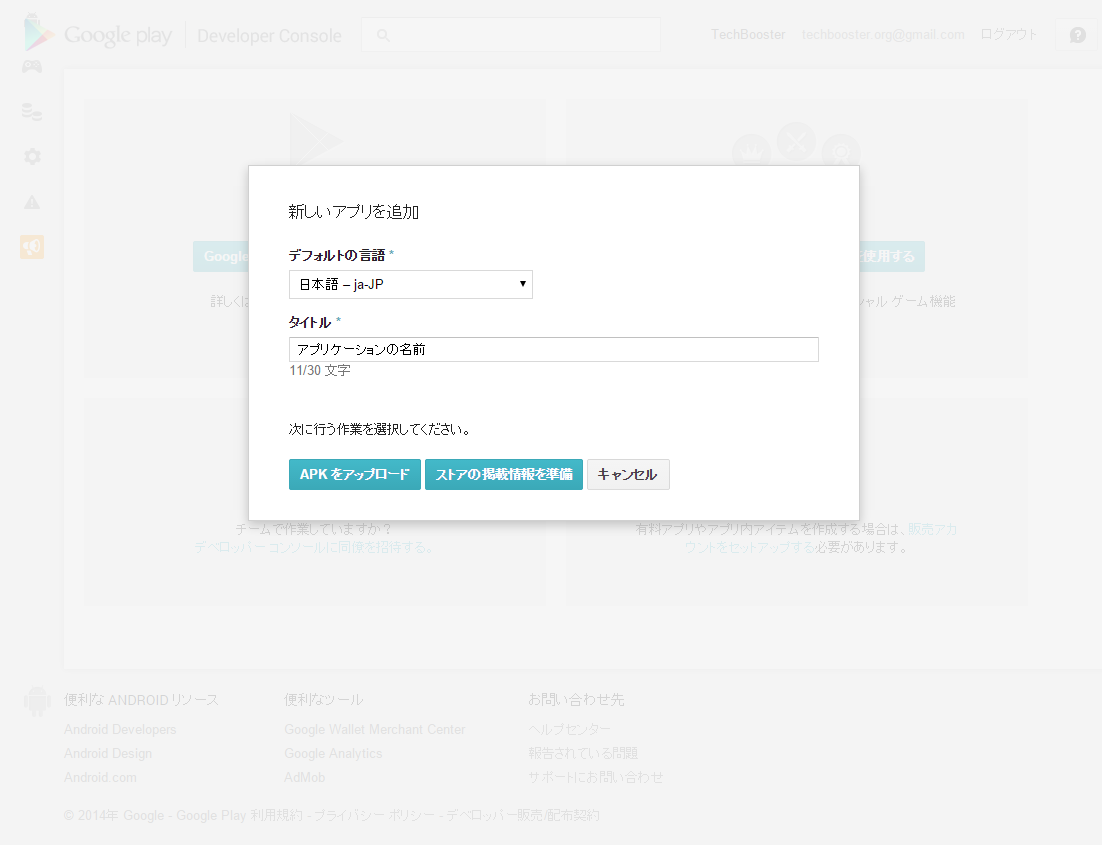 Google play Developer Console
TechBooster techbooster.org@gmail.com ログアウト
新しいアプリを追加
デフォルトの言語 *
日本語 – ja-JP
タイトル *
アプリケーションの名前
11/30 文字
次に行う作業を選択してください。
APK をアップロード ストアの掲載情報を準備 キャンセル
Google
を使用する
詳しくは
シャル ゲーム機能
チームで作業していますか？
デベロッパー コンソールに同僚を招待する。
有料アプリやアプリ内アイテムを作成する場合は、販売アカ
ウントをセットアップする必要があります。
便利な ANDROID リソース
Android Developers
Android Design
Android.com
便利なツール
Google Wallet Merchant Center
Google Analytics
AdMob
お問い合わせ先
ヘルプセンター
報告されている問題
サポートにお問い合わせ
© 2014年 Google - Google Play 利用規約 - プライバシー ポリシー - デベロッパー販売/配布契約